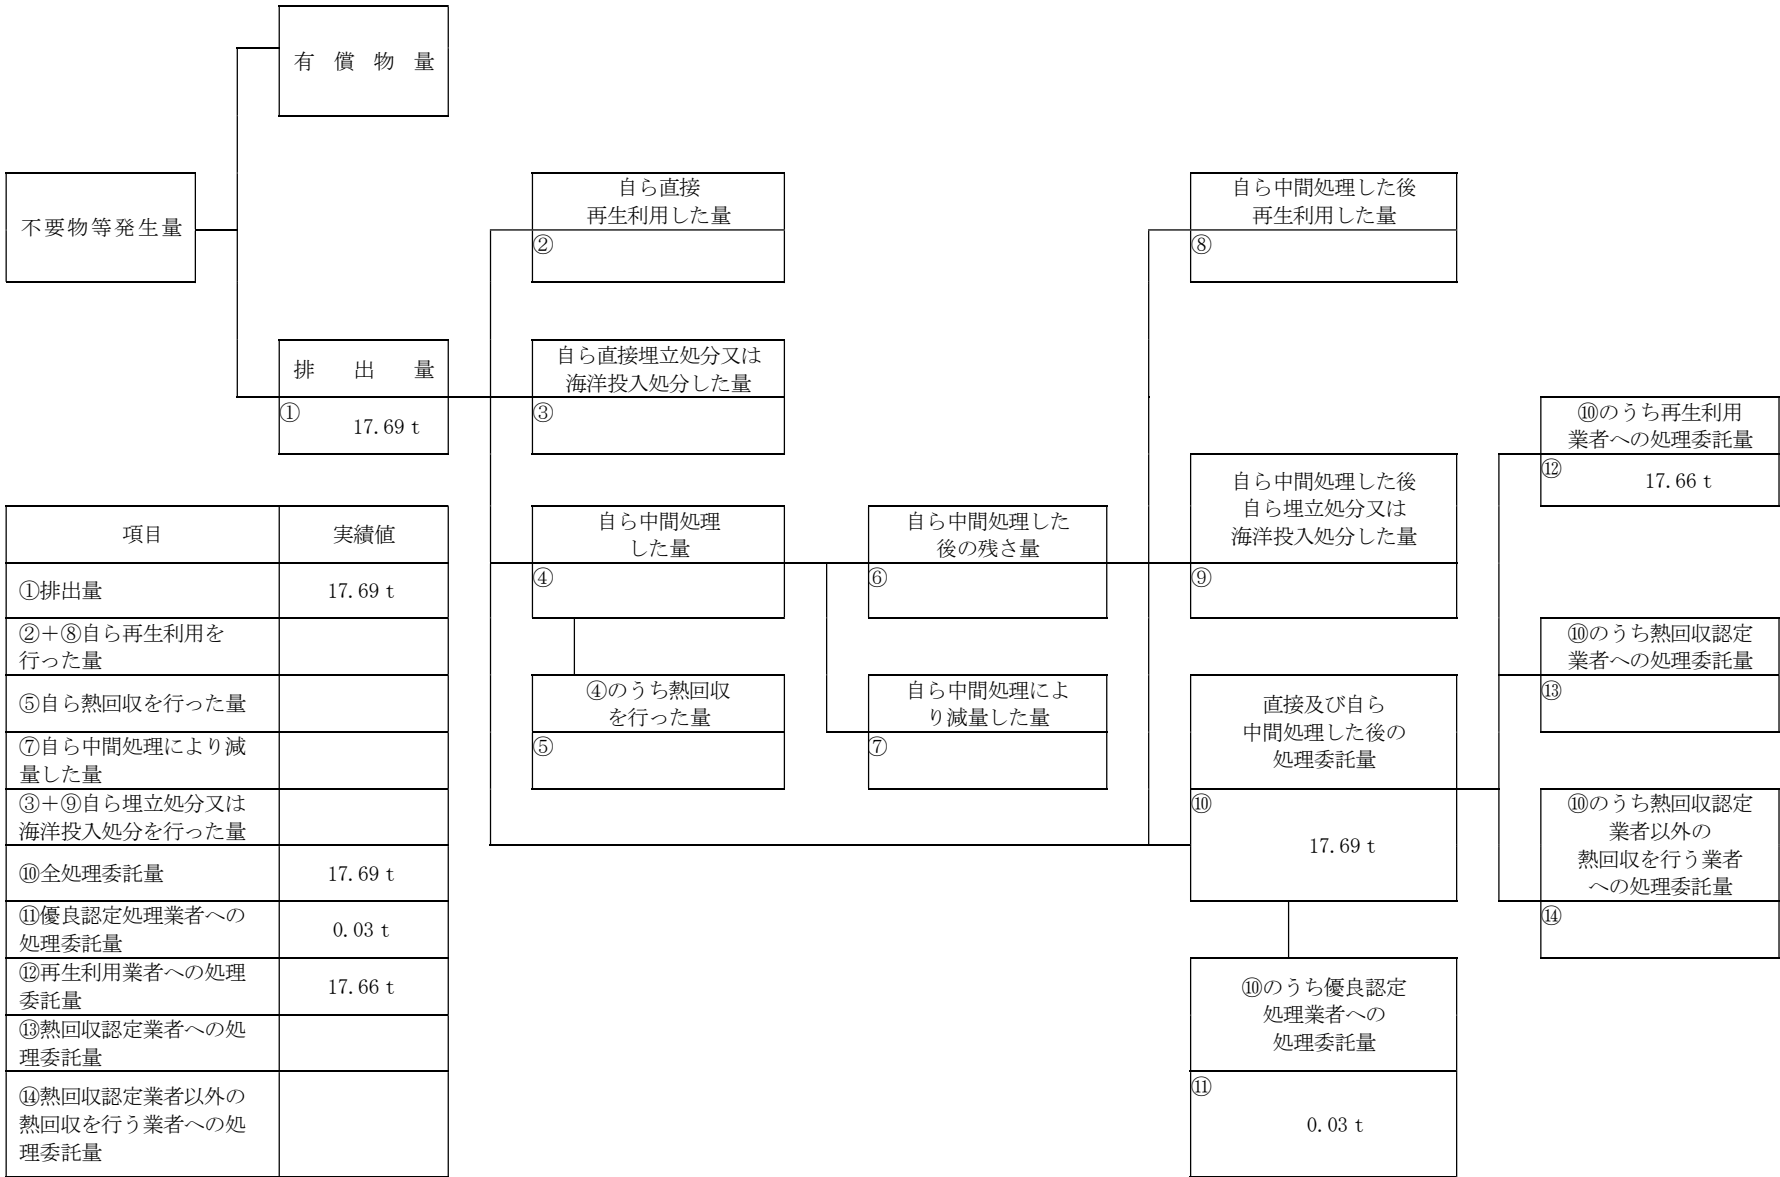 有償物量
不要物等発生量
自ら直接
再生利用した量
②
自ら中間処理した後
再生利用した量
⑧
排出量
① 17.69 t
自ら直接埋立処分又は
海洋投入処分した量
③
⑩のうち再生利用
業者への処理委託量
⑫ 17.66 t
自ら中間処理
した量
④
自ら中間処理した
後の残さ量
⑥
自ら中間処理した後
自ら埋立処分又は
海洋投入処分した量
⑨
⑩のうち熱回収認定
業者への処理委託量
⑬
④のうち熱回収
を行った量
⑤
自ら中間処理によ
り減量した量
⑦
直接及び自ら
中間処理した後の
処理委託量
⑩
17.69 t
⑩のうち熱回収認定
業者以外の
熱回収を行う業者
への処理委託量
⑭
⑩のうち優良認定
処理業者への
処理委託量
⑪
0.03 t
項目 実績値
①排出量 17.69 t
②＋⑧自ら再生利用を
行った量
⑤自ら熱回収を行った量
⑦自ら中間処理により減
量した量
③＋⑨自ら埋立処分又は
海洋投入処分を行った量
⑩全処理委託量 17.69 t
⑪優良認定処理業者への
処理委託量 0.03 t
⑫再生利用業者への処理
委託量 17.66 t
⑬熱回収認定業者への処
理委託量
⑭熱回収認定業者以外の
熱回収を行う業者への処
理委託量